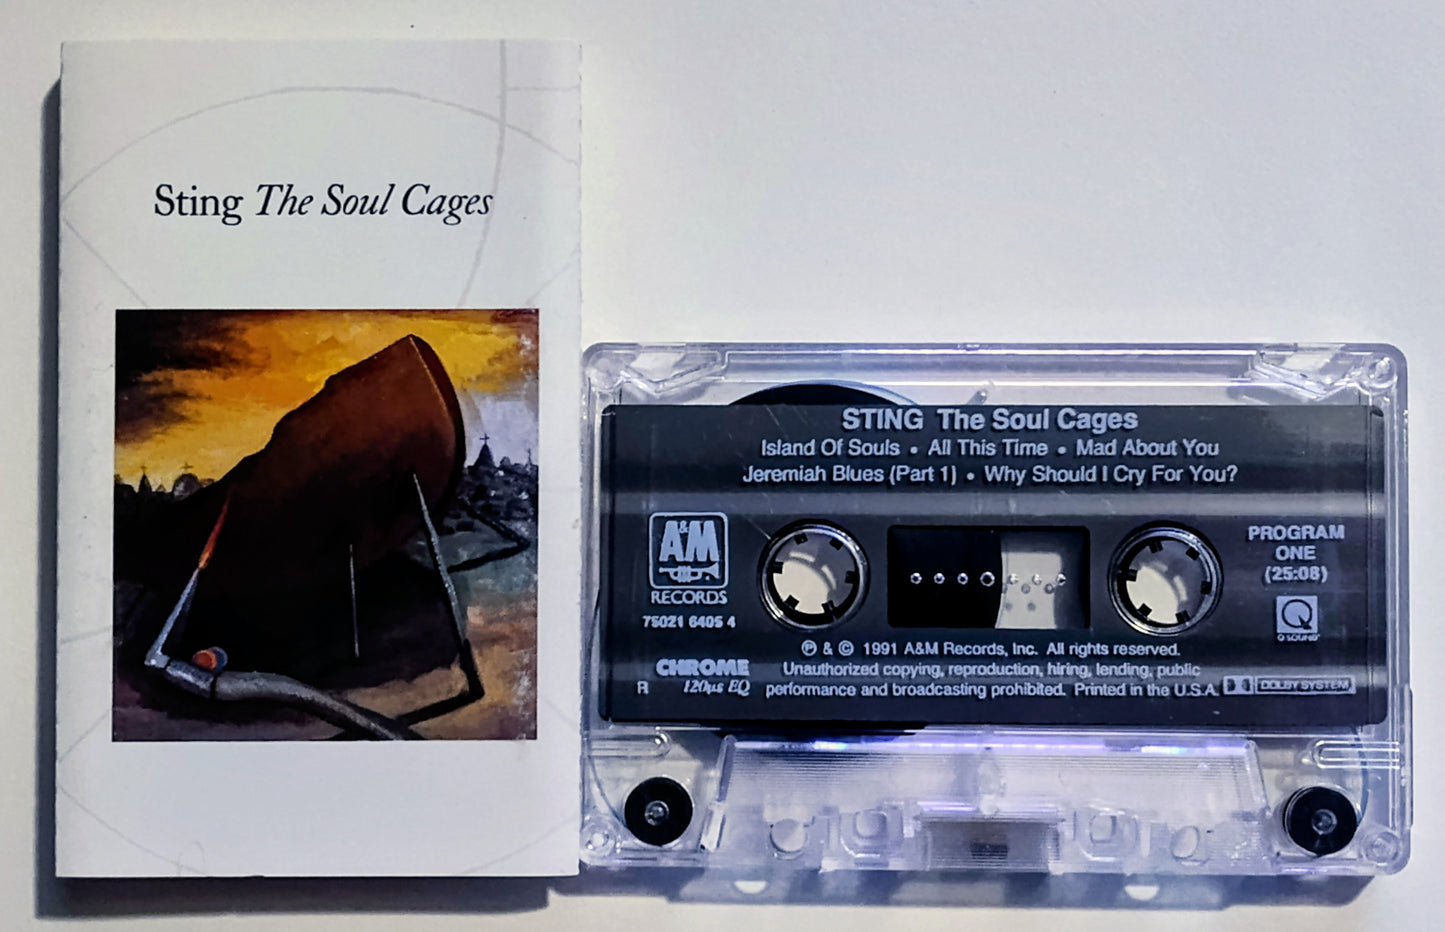 Sting The Soul Cages
STING The Soul Cages
Island Of Souls • All This Time • Mad About You
Jeremiah Blues (Part 1) • Why Should I Cry For You?
A&M
RECORDS
75021 6405 4
PROGRAM
ONE
(25:08)
Q
Q SOUND
℗ & © 1991 A&M Records, Inc. All rights reserved.
CHROME
120µs EQ
R
Unauthorized copying, reproduction, hiring, lending, public
performance and broadcasting prohibited. Printed in the U.S.A.
DOLBY SYSTEM